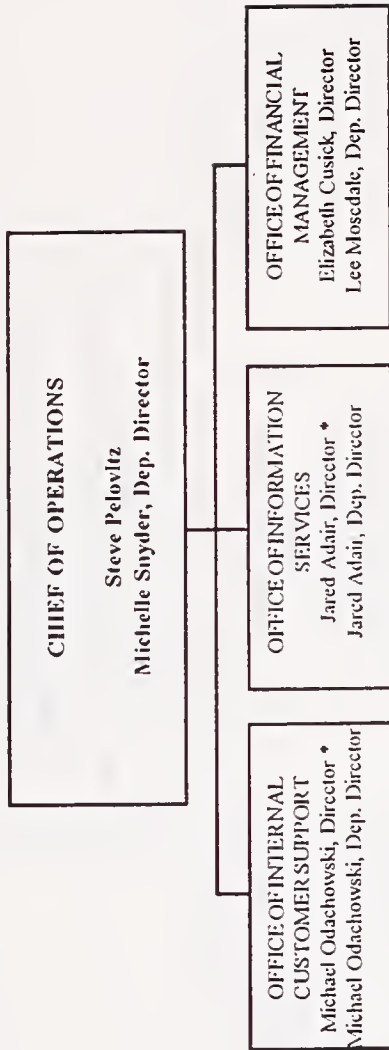 CHIEF OF OPERATIONS
Steve Pelovitz
Michelle Snyder, Dep. Director
OFFICE OF INTERNAL
CUSTOMER SUPPORT
Michael Odachowski, Director *
Michael Odachowski, Dep. Director
OFFICE OF INFORMATION
SERVICES
Jared Adair, Director *
Jared Adair, Dep. Director
OFFICE OF FINANCIAL
MANAGEMENT
Elizabeth Cusick, Director
Lee Mosedale, Dep. Director